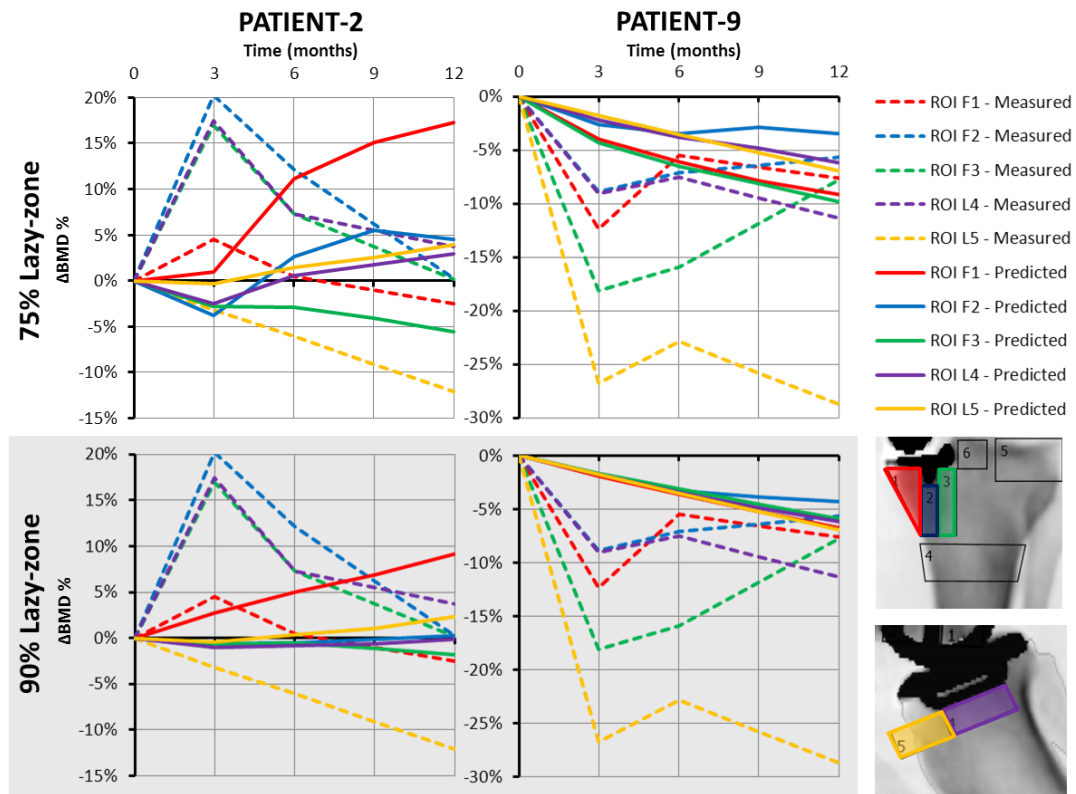 PATIENT-2
PATIENT-9
Time (months)
Time (months)
0 3 6 9 12
0 3 6 9 12
75% Lazy-zone
ΔBMD %
20%
15%
10%
5%
0%
-5%
-10%
-15%
0%
-5%
-10%
-15%
-20%
-25%
-30%
ROI F1 - Measured
ROI F2 - Measured
ROI F3 - Measured
ROI L4 - Measured
ROI L5 - Measured
ROI F1 - Predicted
ROI F2 - Predicted
ROI F3 - Predicted
ROI L4 - Predicted
ROI L5 - Predicted
90% Lazy-zone
ΔBMD %
20%
15%
10%
5%
0%
-5%
-10%
-15%
0%
-5%
-10%
-15%
-20%
-25%
-30%
6 5
1 2 3
4
1
4
5